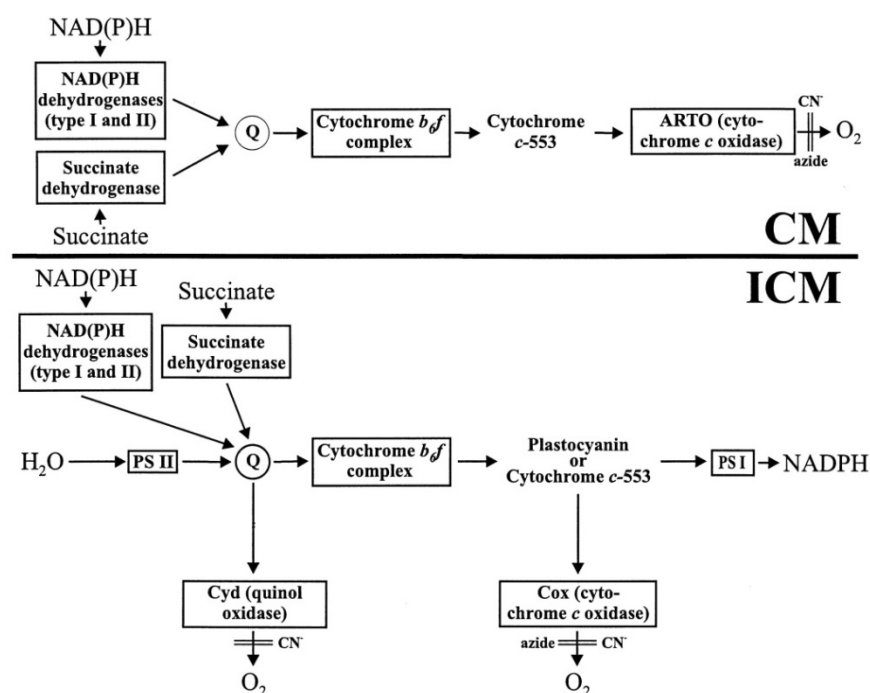 NAD(P)H
NAD(P)H
dehydrogenases
(type I and II)
Succinate
dehydrogenase
Succinate
Q
Cytochrome b₆f
complex
Cytochrome
c-553
ARTO (cyto-
chrome c oxidase)
CN⁻
azide
O₂
CM
ICM
NAD(P)H
NAD(P)H
dehydrogenases
(type I and II)
Succinate
Succinate
dehydrogenase
H₂O
PS II
Q
Cytochrome b₆f
complex
Plastocyanin
or
Cytochrome c-553
PS I
NADPH
Cyd (quinol
oxidase)
CN⁻
O₂
Cox (cyto-
chrome c oxidase)
azide
CN⁻
O₂